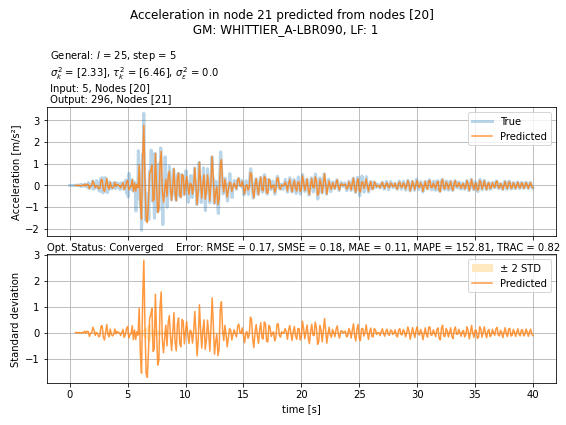 Acceleration in node 21 predicted from nodes [20]
GM: WHITTIER_A-LBR090, LF: 1
General: l = 25, step = 5
σ²ₖ = [2.33], τ²ₖ = [6.46], σ²ε = 0.0
Input: 5, Nodes [20]
Output: 296, Nodes [21]
Acceleration [m/s²]
3
2
1
0
−1
−2
True
Predicted
Opt. Status: Converged Error: RMSE = 0.17, SMSE = 0.18, MAE = 0.11, MAPE = 152.81, TRAC = 0.82
Standard deviation
3
2
1
0
−1
± 2 STD
Predicted
0 5 10 15 20 25 30 35 40
time [s]